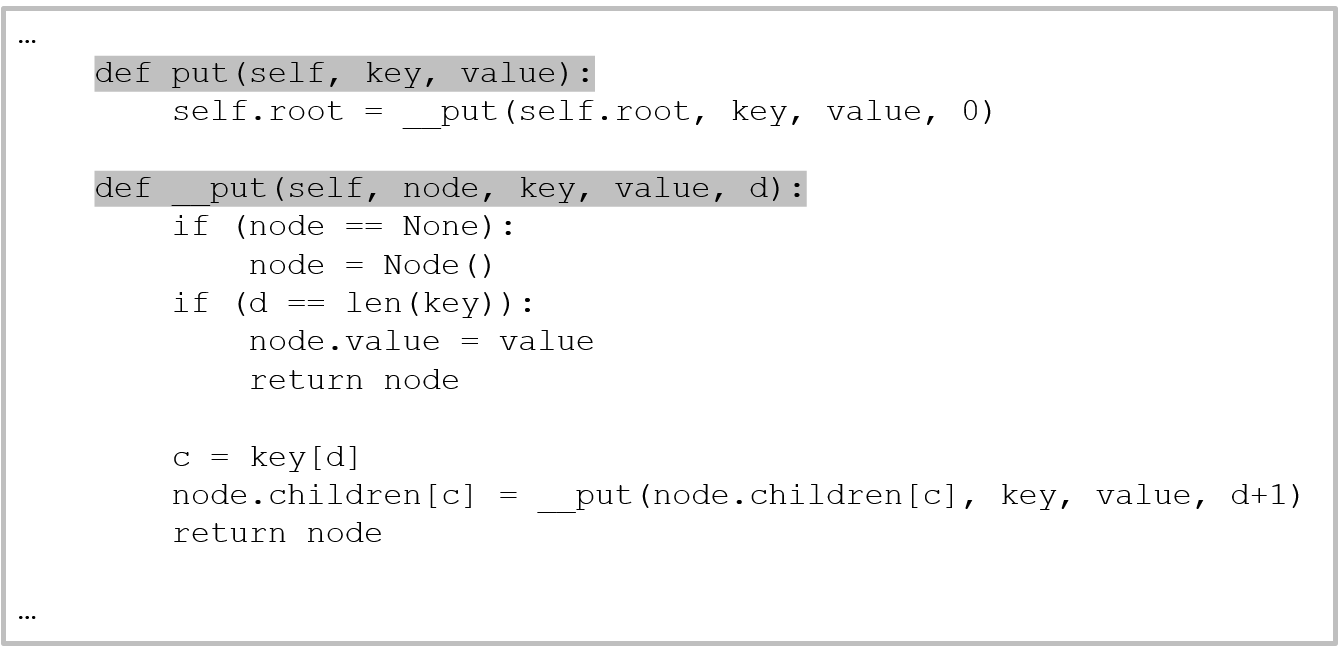 …
def put(self, key, value):
self.root = __put(self.root, key, value, 0)
def __put(self, node, key, value, d):
if (node == None):
node = Node()
if (d == len(key)):
node.value = value
return node
c = key[d]
node.children[c] = __put(node.children[c], key, value, d+1)
return node
…